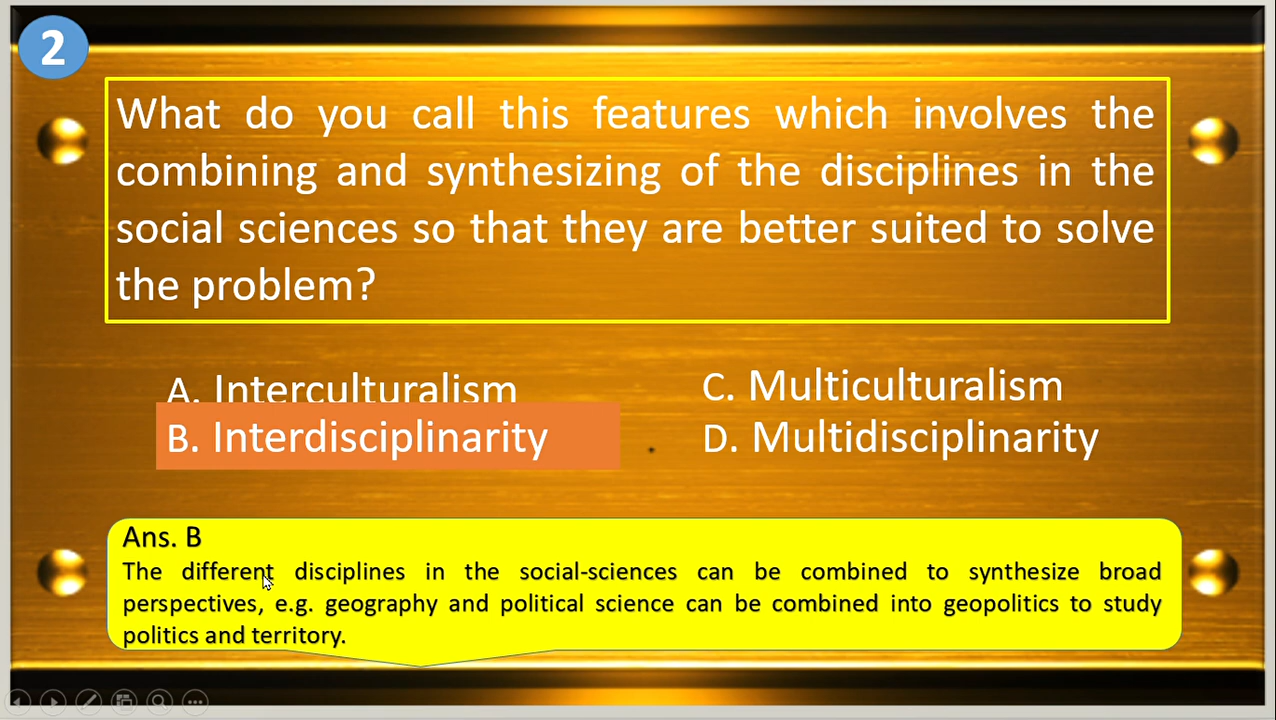 2
What do you call this features which involves the
combining and synthesizing of the disciplines in the
social sciences so that they are better suited to solve
the problem?
A. Interculturalism
C. Multiculturalism
B. Interdisciplinarity
D. Multidisciplinarity
Ans. B
The different disciplines in the social-sciences can be combined to synthesize broad
perspectives, e.g. geography and political science can be combined into geopolitics to study
politics and territory.